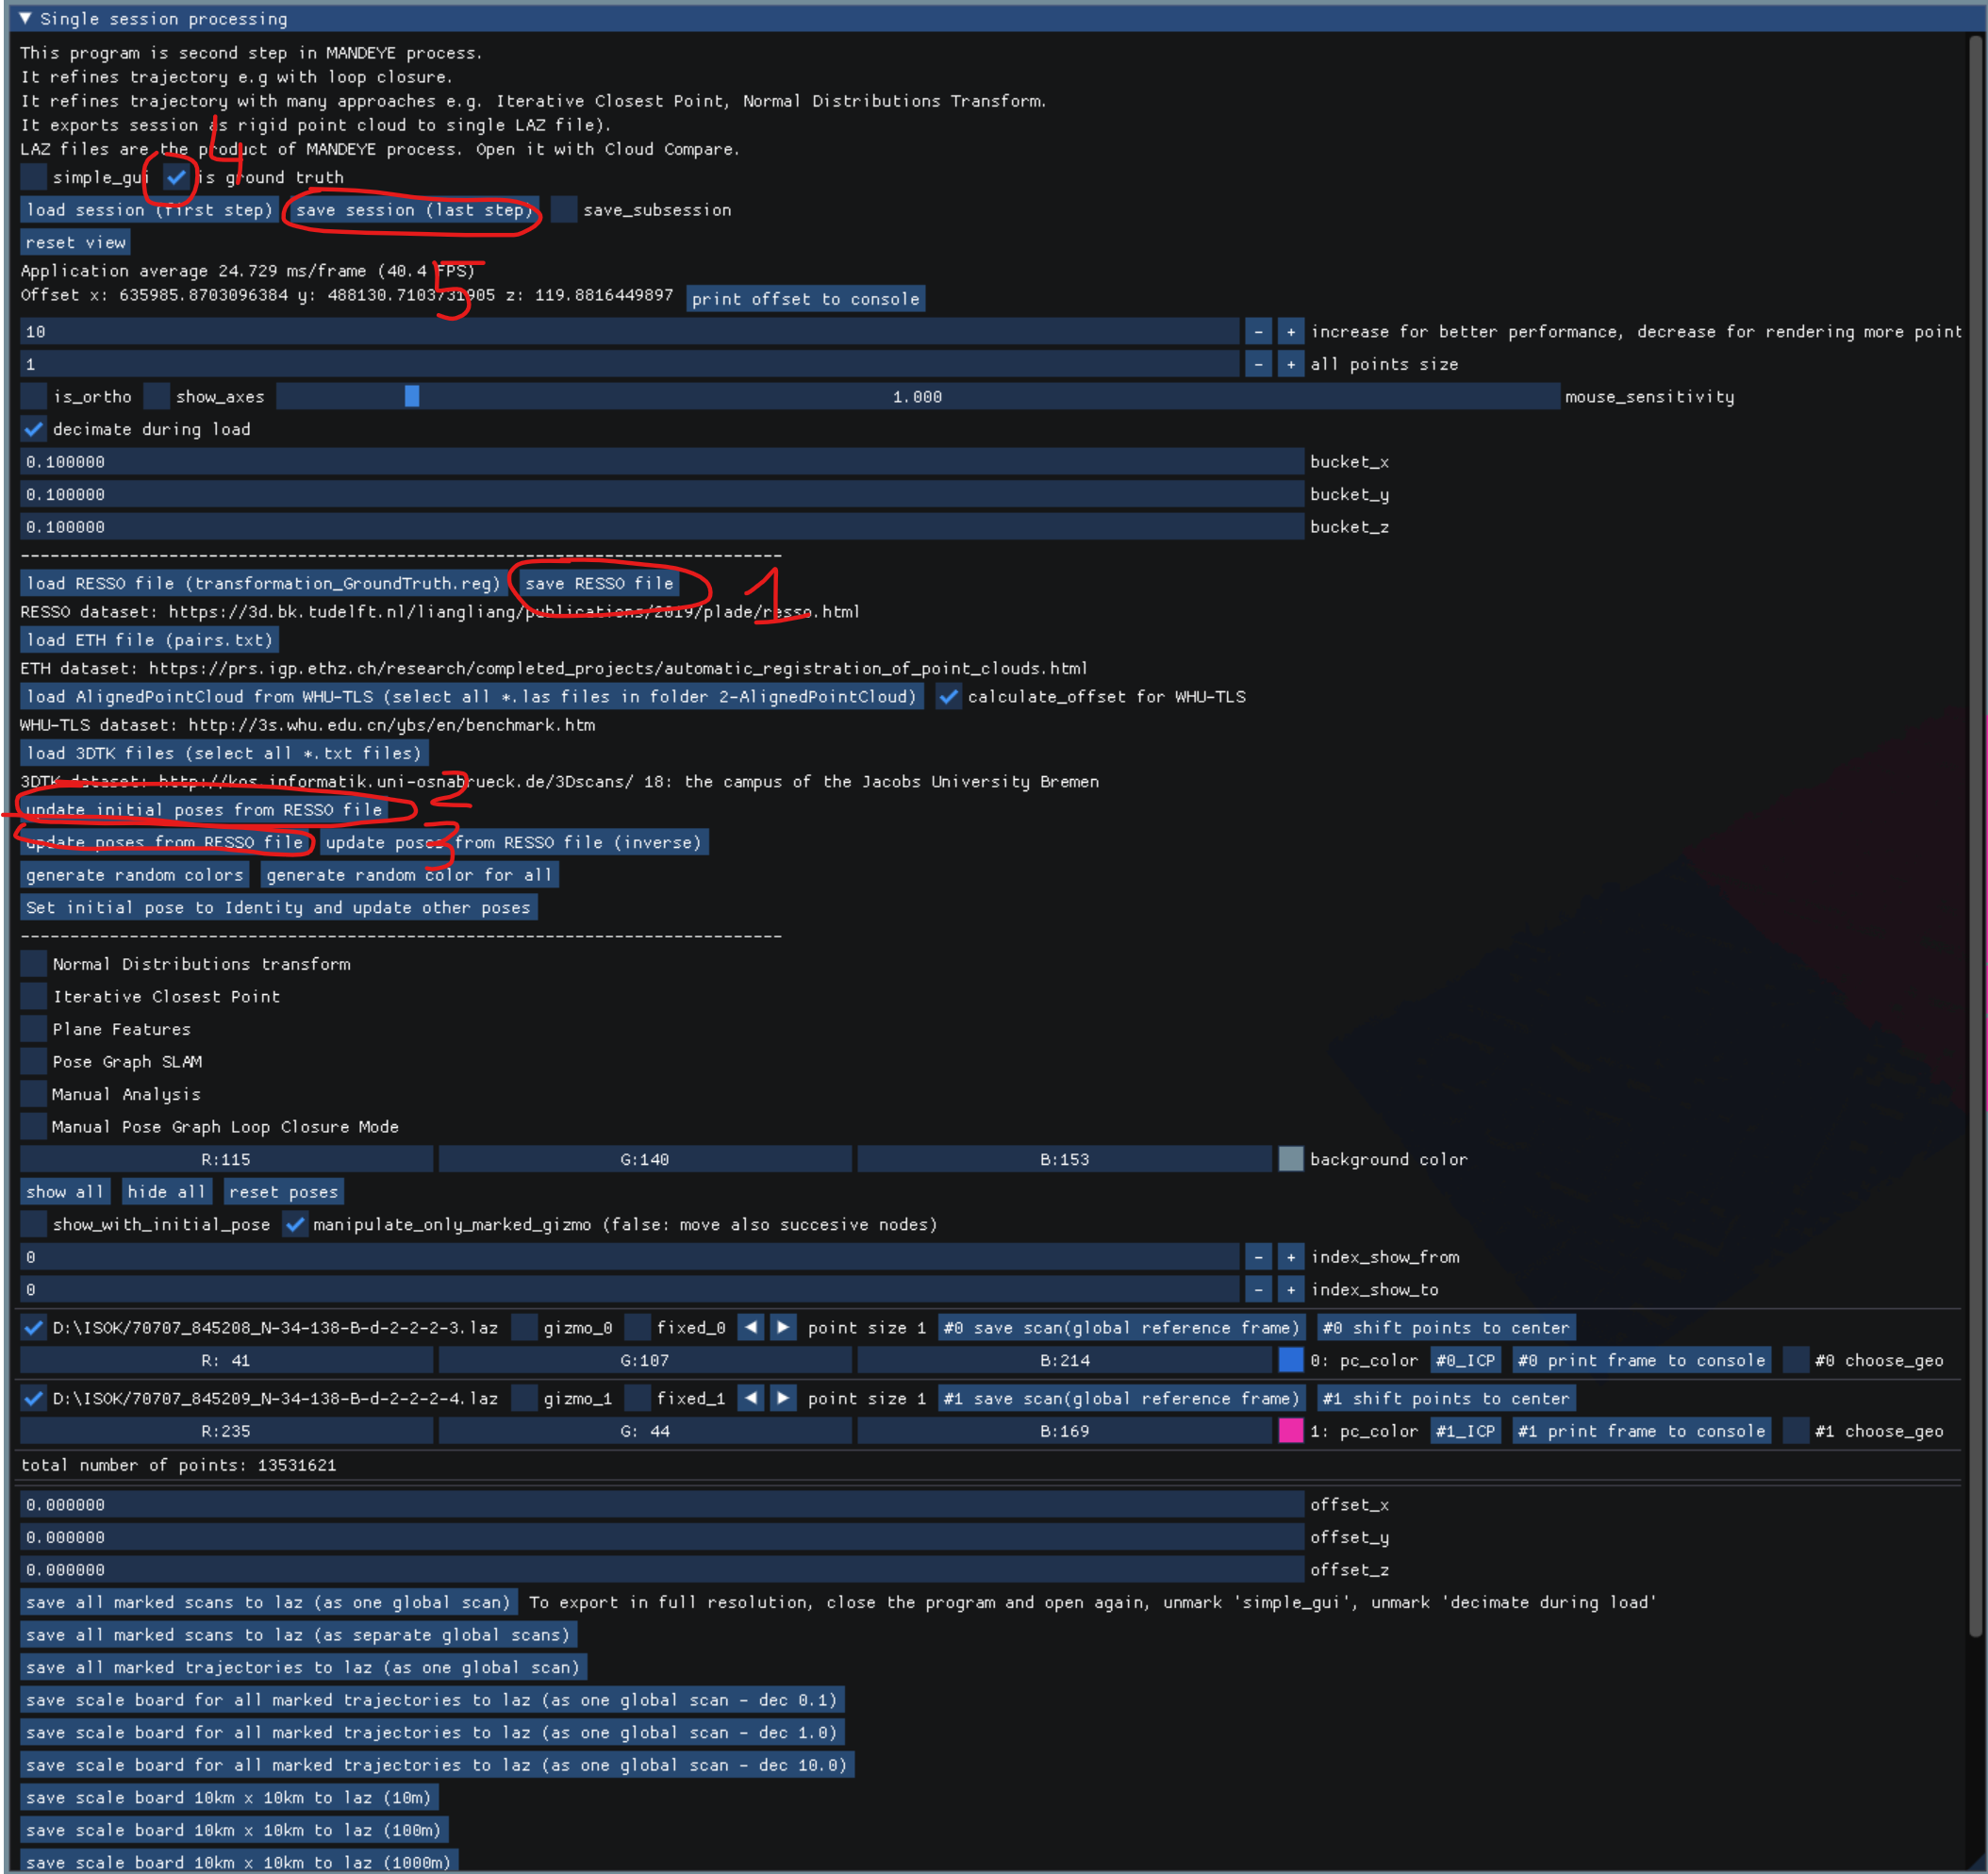 ▼ Single session processing
This program is second step in MANDEYE process.
It refines trajectory e.g with loop closure.
It refines trajectory with many approaches e.g. Iterative Closest Point, Normal Distributions Transform.
It exports session as rigid point cloud to single LAZ file).
LAZ files are the product of MANDEYE process. Open it with Cloud Compare.
4
simple_gui is ground truth
load session (first step) save session (last step) save_subsession
reset view
Application average 24.729 ms/frame (40.4 FPS)
5
Offset x: 635985.8703096384 y: 488130.7103731905 z: 119.8816449897 print offset to console
10 - + increase for better performance, decrease for rendering more point
1 - + all points size
is_ortho show_axes 1.000 mouse_sensitivity
decimate during load
0.100000 bucket_x
0.100000 bucket_y
0.100000 bucket_z
--------------------------------------------------------------------------------
load RESSO file (transformation_GroundTruth.reg) save RESSO file 1
RESSO dataset: https://3d.bk.tudelft.nl/liangliang/publications/2019/plade/resso.html
load ETH file (pairs.txt)
ETH dataset: https://prs.igp.ethz.ch/research/completed_projects/automatic_registration_of_point_clouds.html
load AlignedPointCloud from WHU-TLS (select all *.las files in folder 2-AlignedPointCloud) calculate_offset for WHU-TLS
WHU-TLS dataset: http://3s.whu.edu.cn/ybs/en/benchmark.htm
load 3DTK files (select all *.txt files)
3DTK dataset: http://kos.informatik.uni-osnabrueck.de/3Dscans/ 18: the campus of the Jacobs University Bremen
update initial poses from RESSO file 2
update poses from RESSO file update poses from RESSO file (inverse) 3
generate random colors generate random color for all
Set initial pose to Identity and update other poses
--------------------------------------------------------------------------------
Normal Distributions transform
Iterative Closest Point
Plane Features
Pose Graph SLAM
Manual Analysis
Manual Pose Graph Loop Closure Mode
R:115 G:140 B:153 background color
show all hide all reset poses
show_with_initial_pose manipulate_only_marked_gizmo (false: move also succesive nodes)
0 - + index_show_from
0 - + index_show_to
D:\ISOK/70707_845208_N-34-138-B-d-2-2-2-3.laz gizmo_0 fixed_0 ◀ ▶ point size 1 #0 save scan(global reference frame) #0 shift points to center
R: 41 G:107 B:214 0: pc_color #0_ICP #0 print frame to console #0 choose_geo
D:\ISOK/70707_845209_N-34-138-B-d-2-2-2-4.laz gizmo_1 fixed_1 ◀ ▶ point size 1 #1 save scan(global reference frame) #1 shift points to center
R:235 G: 44 B:169 1: pc_color #1_ICP #1 print frame to console #1 choose_geo
total number of points: 13531621
0.000000 offset_x
0.000000 offset_y
0.000000 offset_z
save all marked scans to laz (as one global scan) To export in full resolution, close the program and open again, unmark 'simple_gui', unmark 'decimate during load'
save all marked scans to laz (as separate global scans)
save all marked trajectories to laz (as one global scan)
save scale board for all marked trajectories to laz (as one global scan - dec 0.1)
save scale board for all marked trajectories to laz (as one global scan - dec 1.0)
save scale board for all marked trajectories to laz (as one global scan - dec 10.0)
save scale board 10km x 10km to laz (10m)
save scale board 10km x 10km to laz (100m)
save scale board 10km x 10km to laz (1000m)